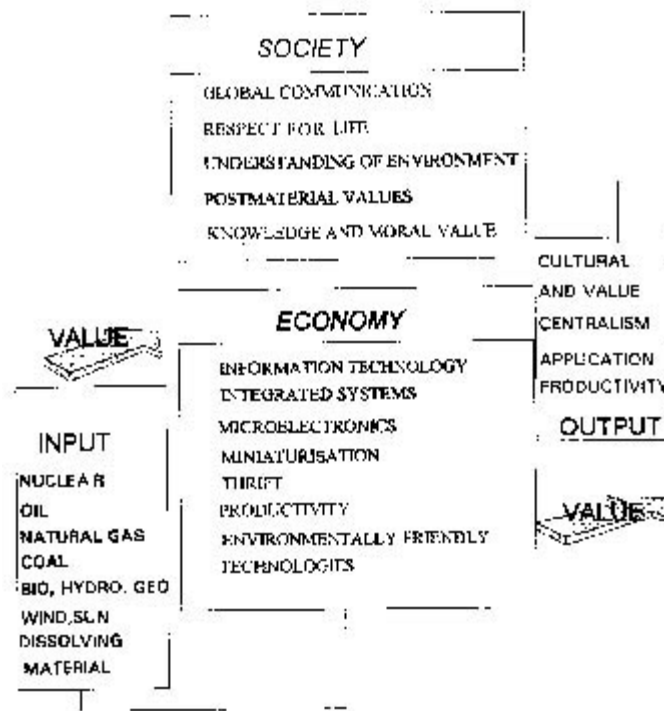 SOCIETY
GLOBAL COMMUNICATION
RESPECT FOR LIFE
UNDERSTANDING OF ENVIRONMENT
POSTMATERIAL VALUES
KNOWLEDGE AND MORAL VALUE
CULTURAL
AND VALUE
CENTRALISM
APPLICATION
PRODUCTIVITY
OUTPUT
VALUE
ECONOMY
INFORMATION TECHNOLOGY
INTEGRATED SYSTEMS
MICROELECTRONICS
MINIATURISATION
THRIFT
PRODUCTIVITY
ENVIRONMENTALLY FRIENDLY
TECHNOLOGIES
VALUE
INPUT
NUCLEAR
OIL
NATURAL GAS
COAL
BIO, HYDRO, GEO
WIND,SUN
DISSOLVING
MATERIAL